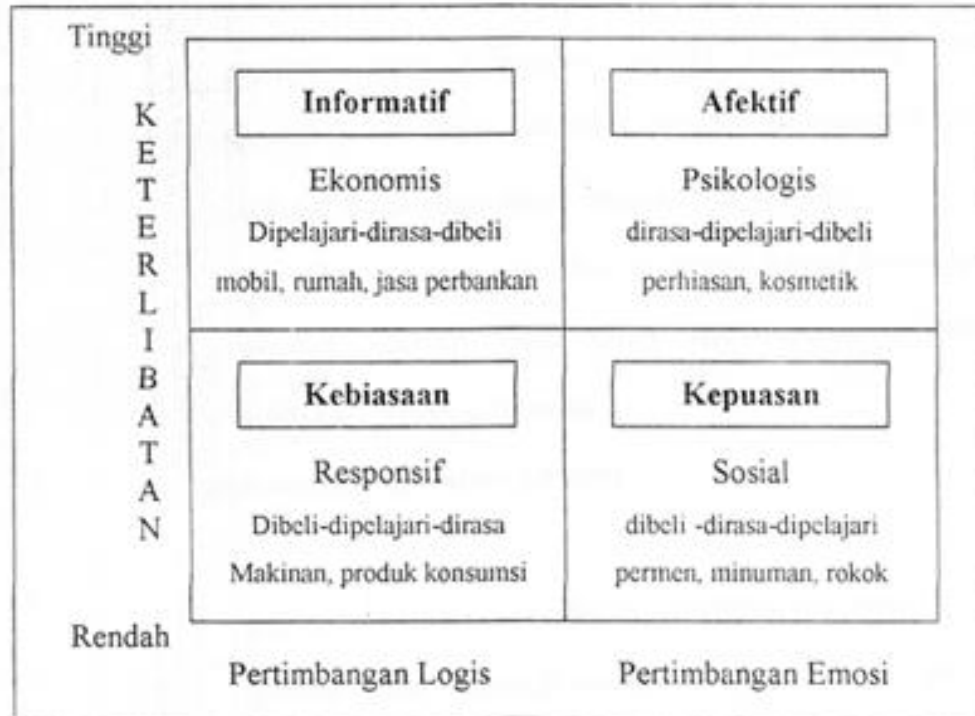 Tinggi
KETERLIBATAN
Informatif
Ekonomis
Dipelajari-dirasa-dibeli
mobil, rumah, jasa perbankan
Afektif
Psikologis
dirasa-dipelajari-dibeli
perhiasan, kosmetik
Kebiasaan
Responsif
Dibeli-dipelajari-dirasa
Makinan, produk konsumsi
Kepuasan
Sosial
dibeli -dirasa-dipelajari
permen, minuman, rokok
Rendah
Pertimbangan Logis
Pertimbangan Emosi